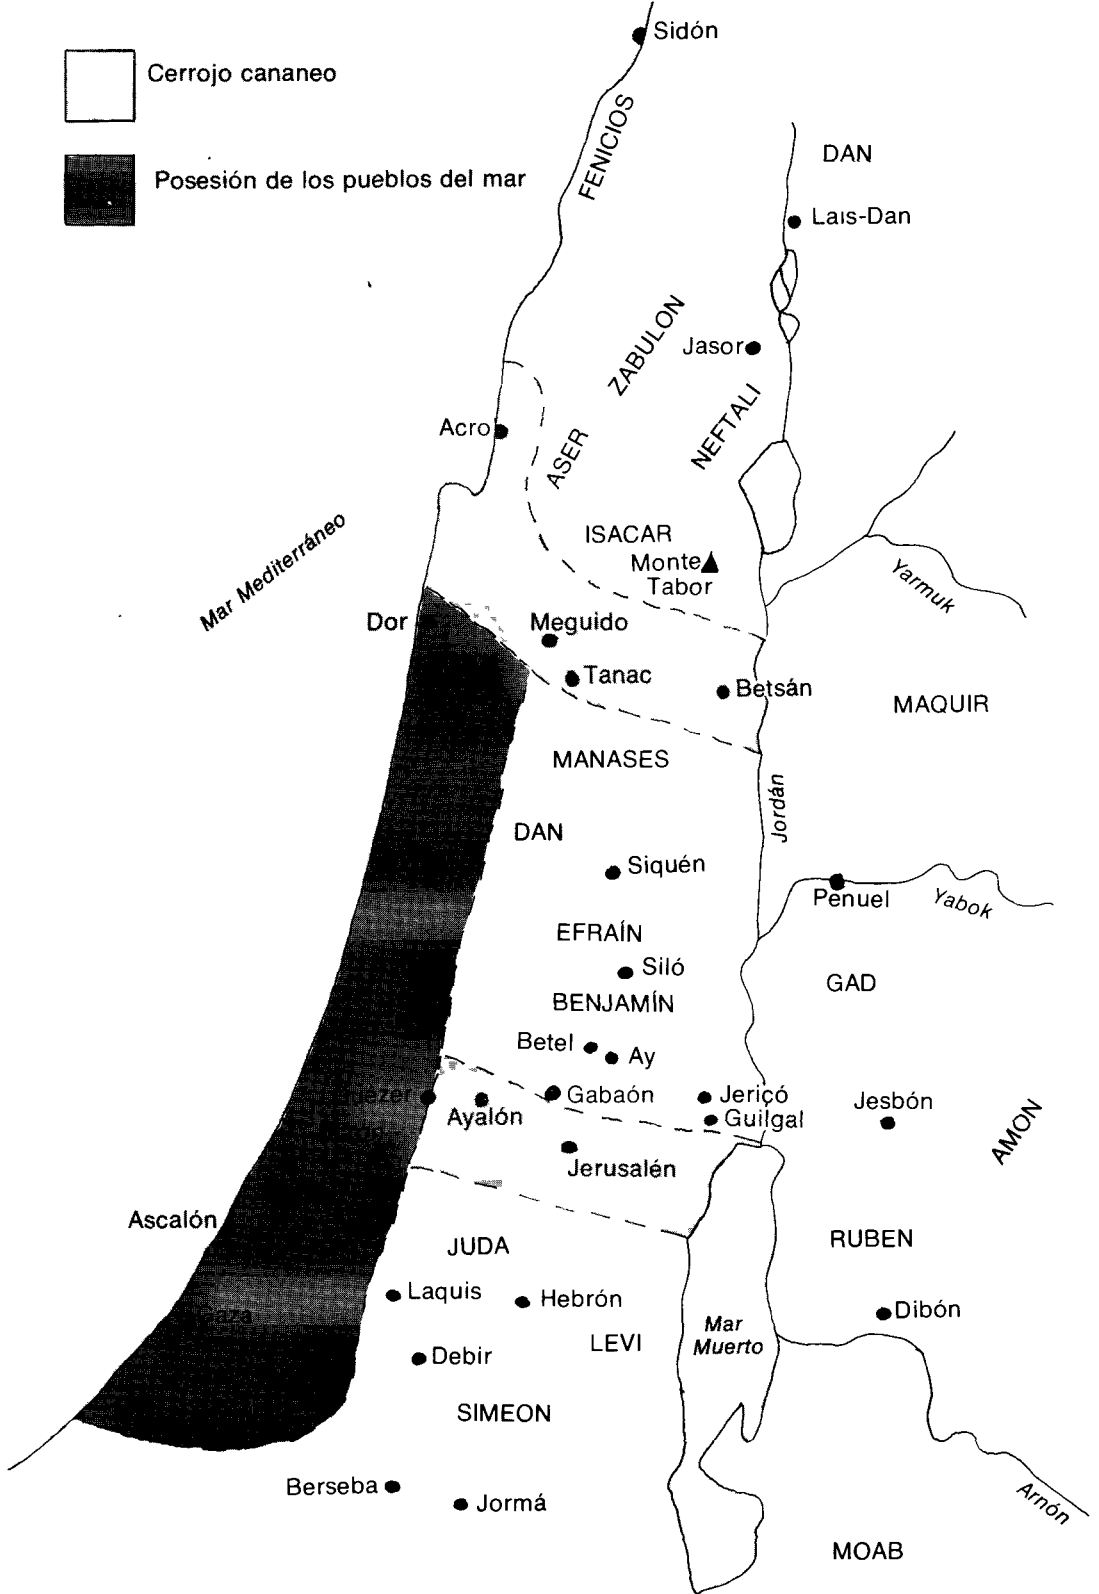 Sidón
Cerrojo cananeo
FENICIOS
DAN
Posesión de los pueblos del mar
Lais-Dan
ZABULON
Jasor
NEFTALI
Acro
ASER
ISACAR
Monte
Tabor
Mar Mediterráneo
Yarmuk
Dor
Meguido
Tanac
Betsán
MAQUIR
MANASES
Jordán
DAN
Siquén
Penuel
Yabok
EFRAÍN
Siló
GAD
BENJAMÍN
Betel
Ay
Gabaón
Jericó
Ayalón
Guilgal
Jesbón
AMON
Jerusalén
Ascalón
JUDA
RUBEN
Laquis
Hebrón
Dibón
Mar
Muerto
LEVI
Debir
SIMEON
Berseba
Jormá
Arnón
MOAB